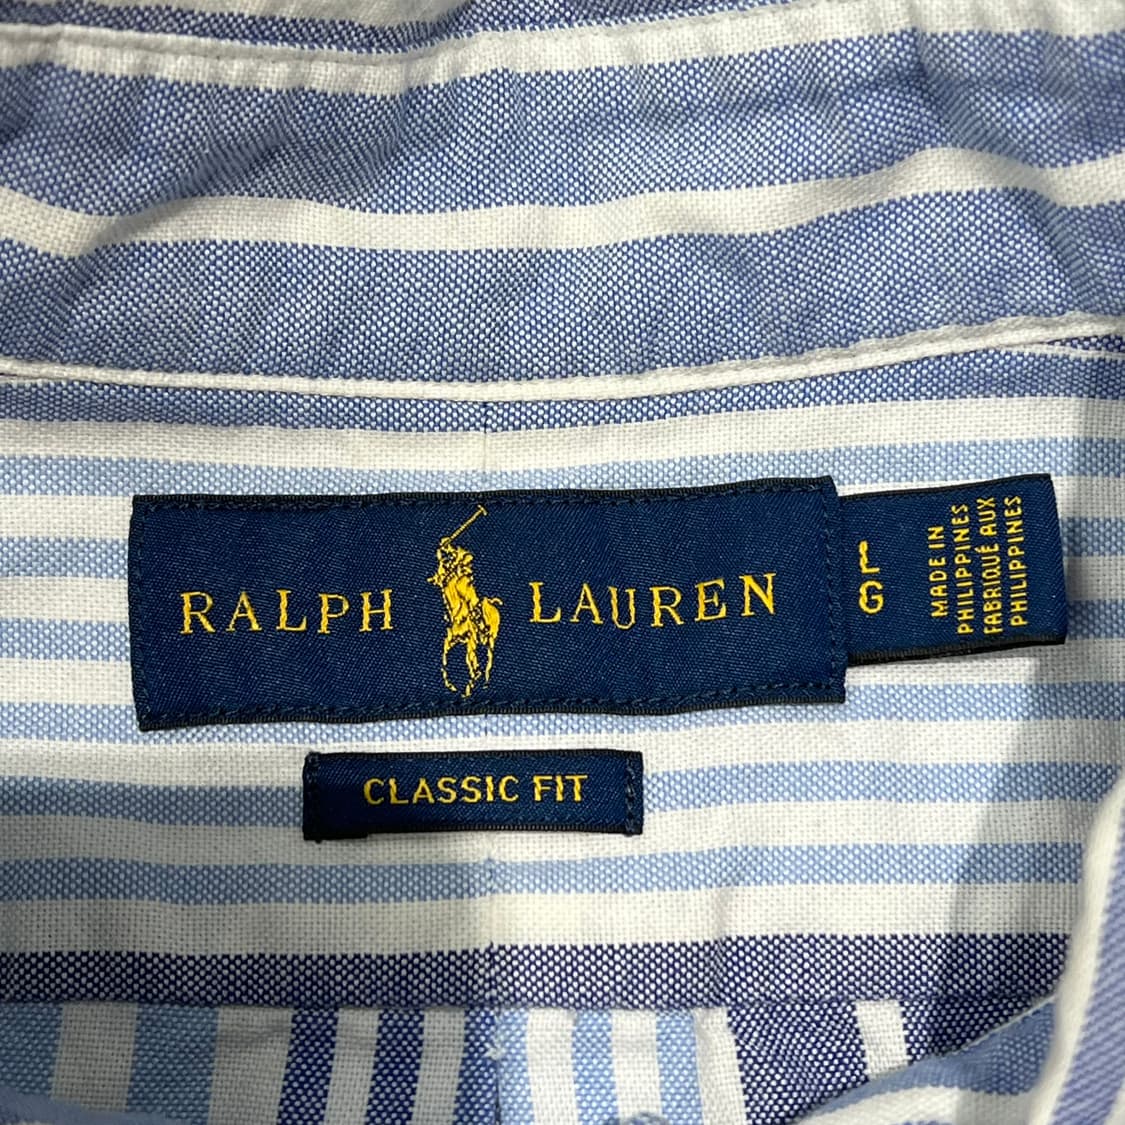 RALPH LAUREN
L
G
MADE IN
PHILIPPINES
FABRIQUÉ AUX
PHILIPPINES
CLASSIC FIT